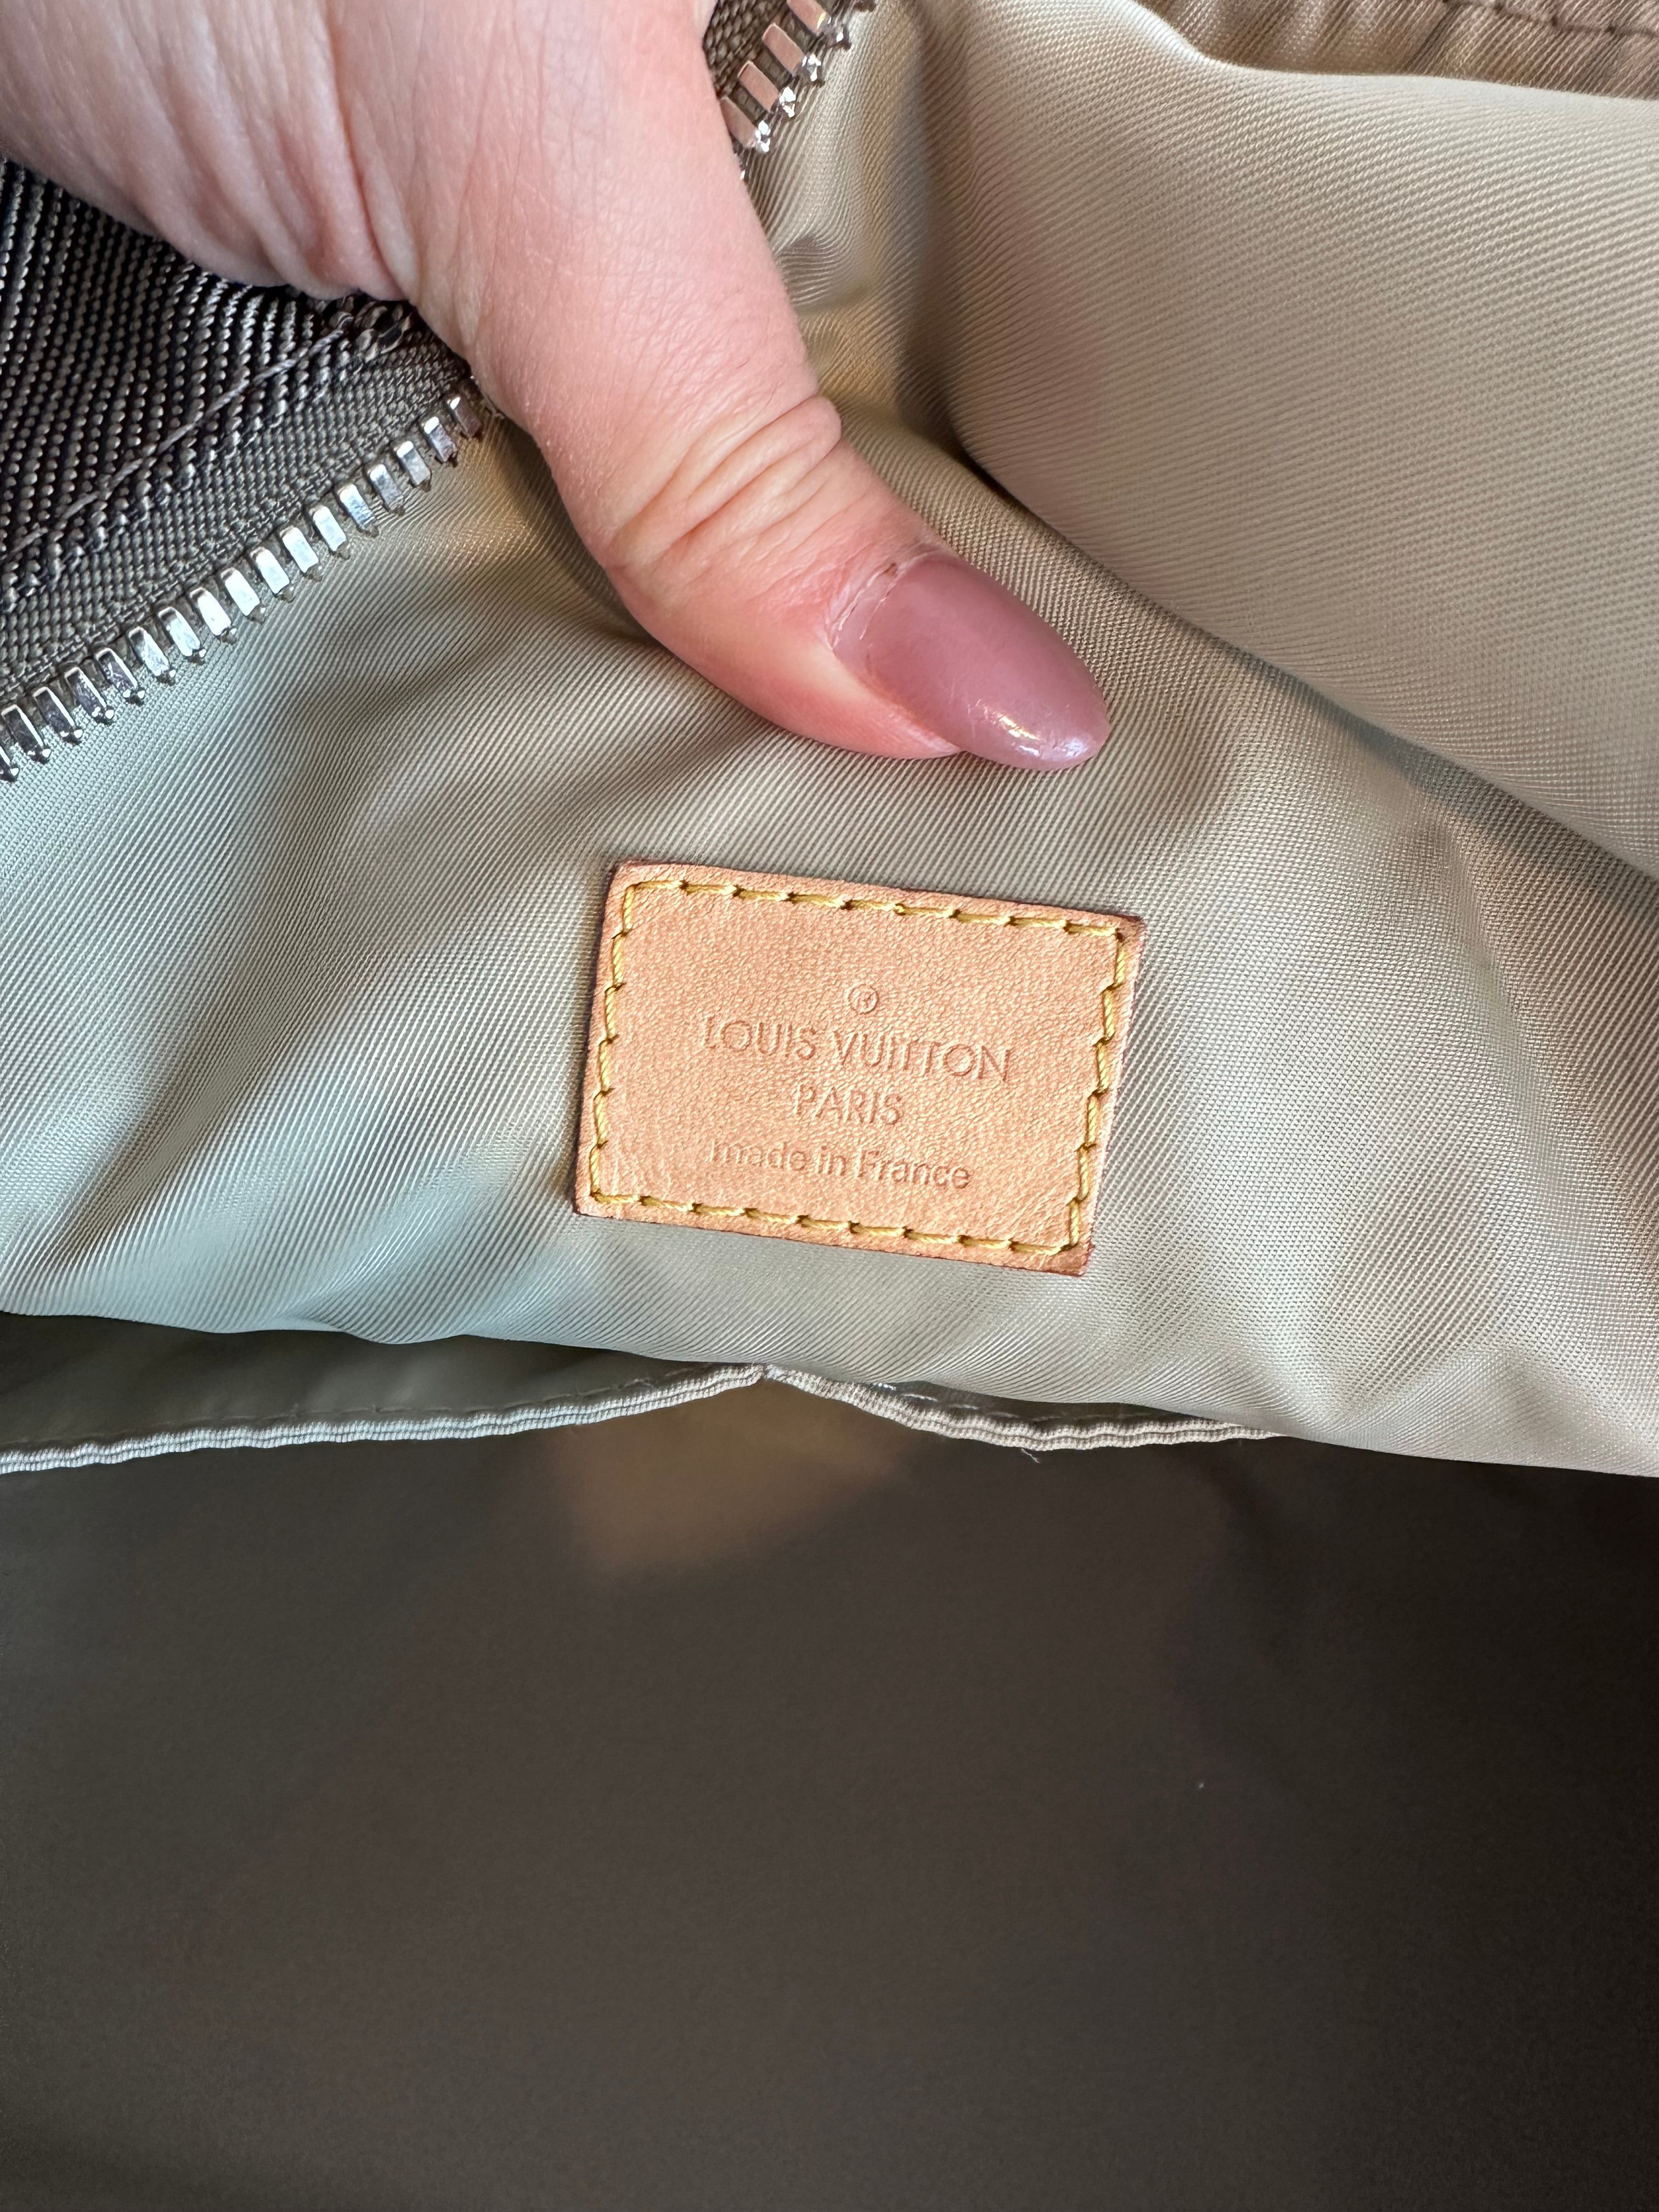 ®
LOUIS VUITTON
PARIS
made in France